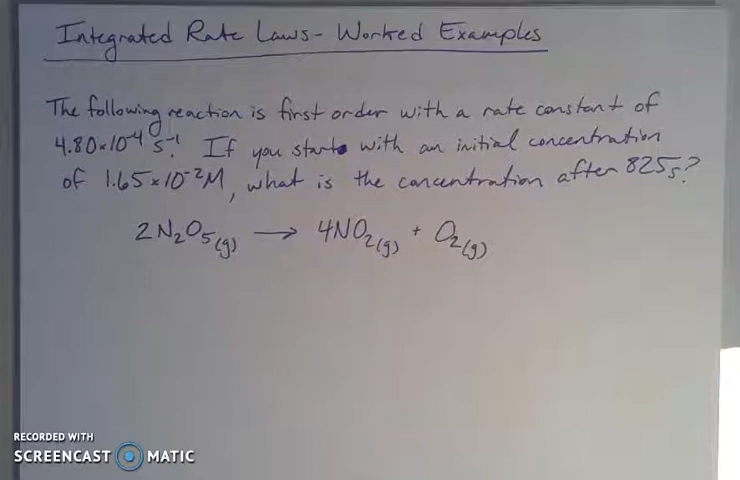 Integrated Rate Laws - Worked Examples
The following reaction is first order with a rate constant of
4.80×10⁻⁴ s⁻¹. If you start with an initial concentration
of 1.65×10⁻²M, what is the concentration after 825s?
2N₂O₅(g) → 4NO₂(g) + O₂(g)
RECORDED WITH
SCREENCAST MATIC